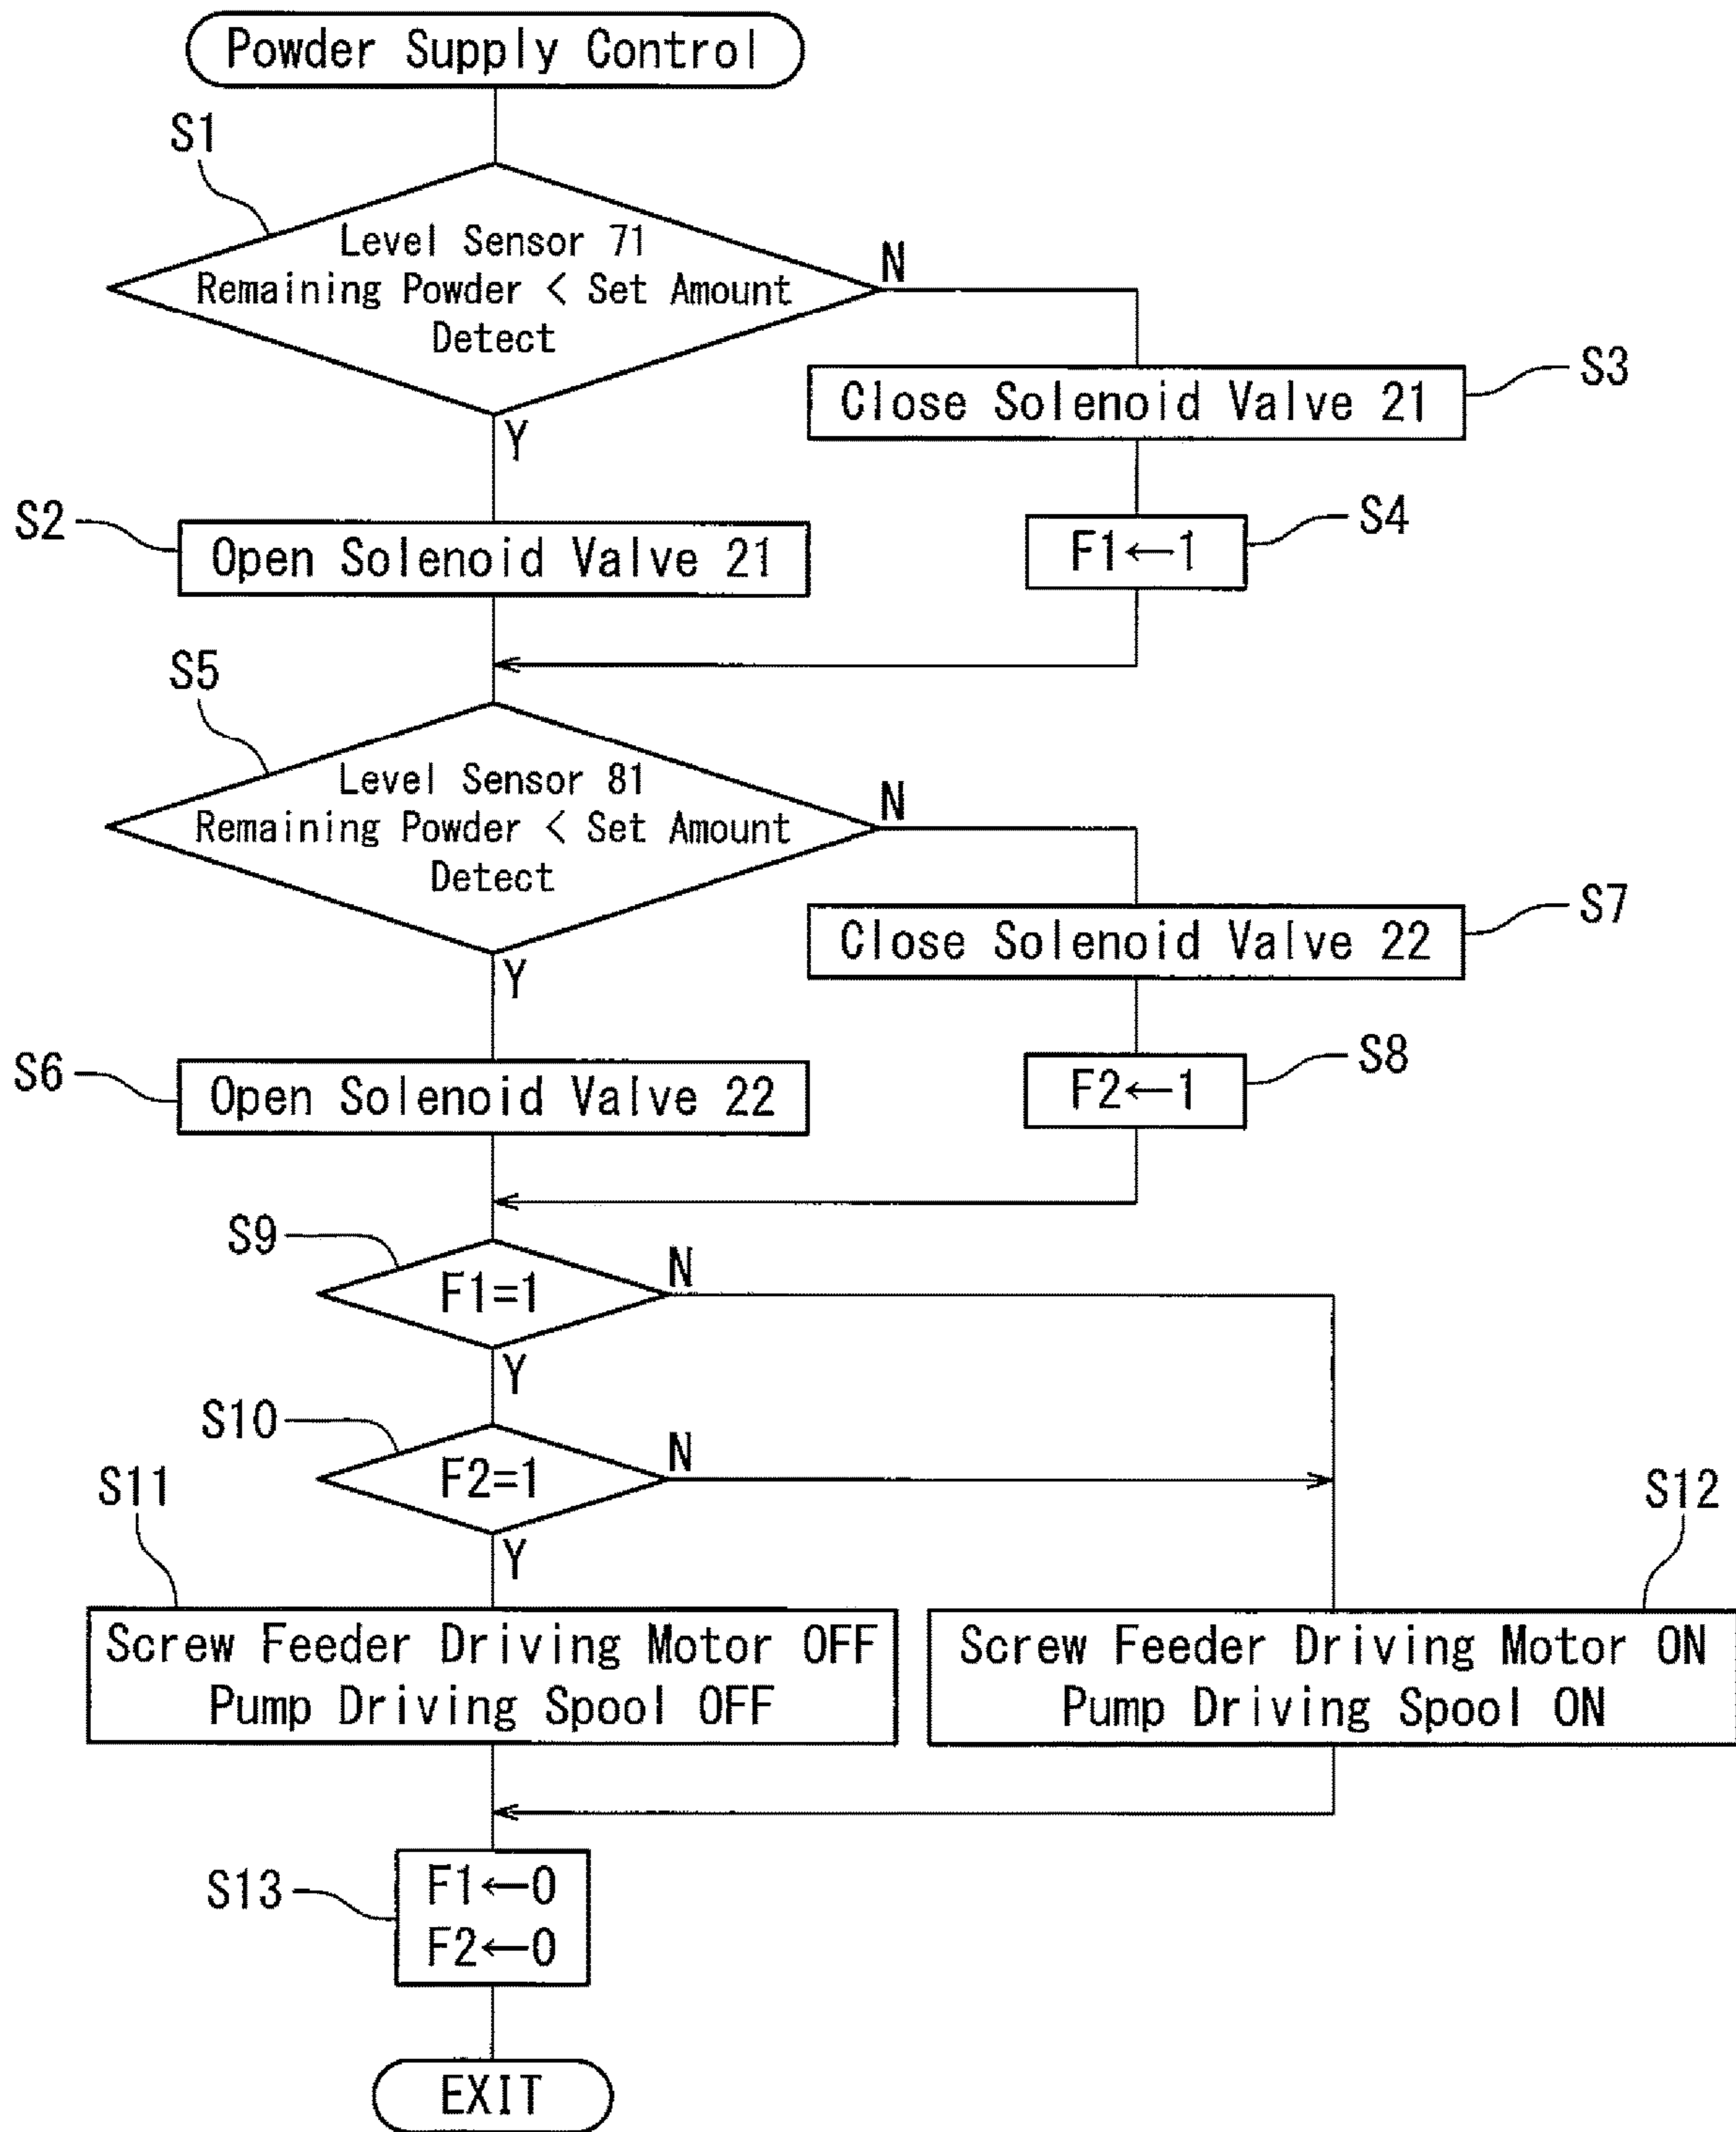 Powder Supply Control
S1
Level Sensor 71
Remaining Powder < Set Amount
Detect
N
Y
S3
Close Solenoid Valve 21
S2
Open Solenoid Valve 21
S4
F1←1
S5
Level Sensor 81
Remaining Powder < Set Amount
Detect
N
Y
S7
Close Solenoid Valve 22
S6
Open Solenoid Valve 22
S8
F2←1
S9
F1=1
N
Y
S10
F2=1
N
Y
S11
Screw Feeder Driving Motor OFF
Pump Driving Spool OFF
S12
Screw Feeder Driving Motor ON
Pump Driving Spool ON
S13
F1←0
F2←0
EXIT